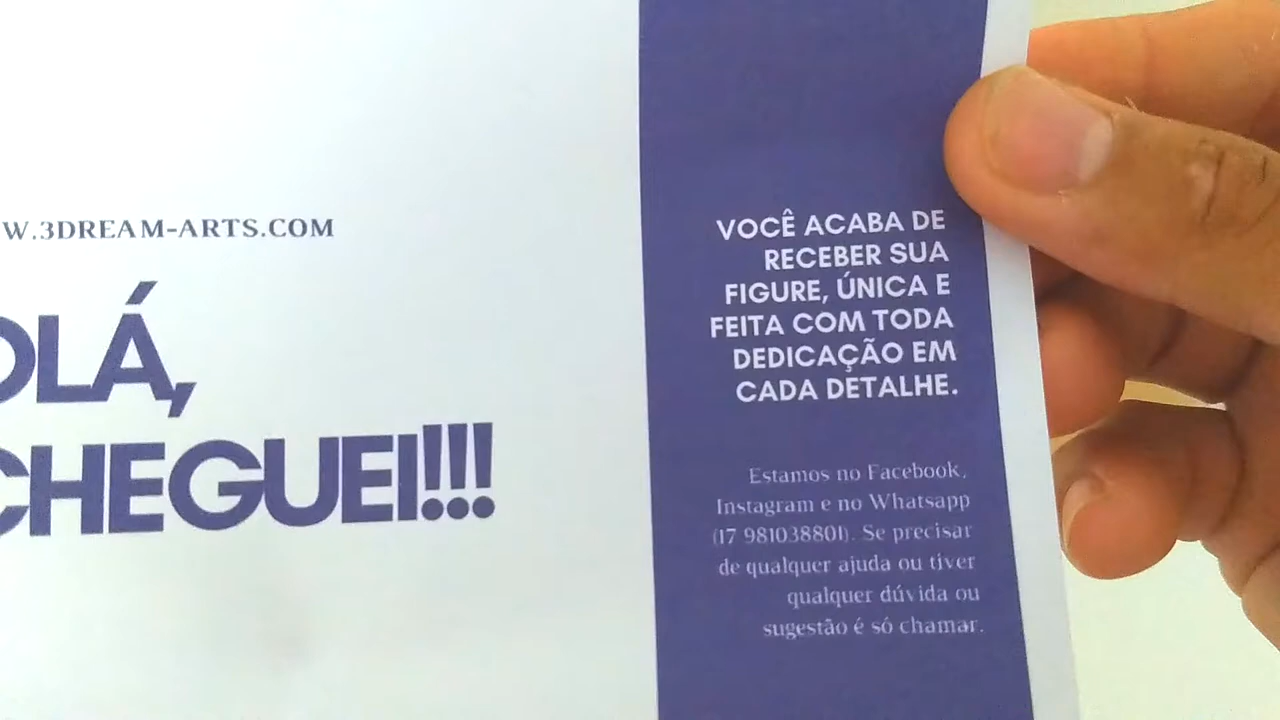 W.3DREAM-ARTS.COM
OLÁ,
CHEGUEI!!!
VOCÊ ACABA DE
RECEBER SUA
FIGURE, ÚNICA E
FEITA COM TODA
DEDICAÇÃO EM
CADA DETALHE.
Estamos no Facebook,
Instagram e no Whatsapp
(17 981038801). Se precisar
de qualquer ajuda ou tiver
qualquer dúvida ou
sugestão é só chamar.